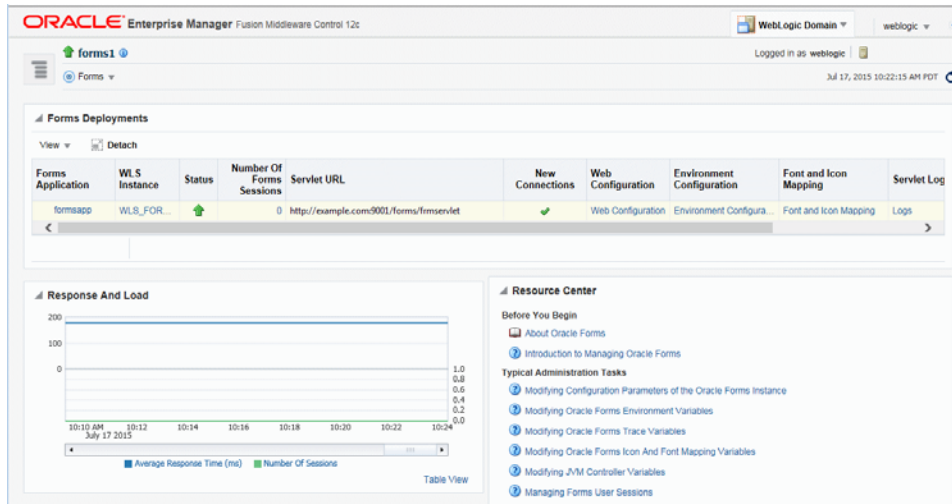 ORACLE Enterprise Manager Fusion Middleware Control 12c
WebLogic Domain
weblogic
forms1
Logged in as weblogic
Forms
Jul 17, 2015 10:22:15 AM PDT
Forms Deployments
View
Detach
Forms Application
WLS Instance
Status
Number Of Forms Sessions
Servlet URL
New Connections
Web Configuration
Environment Configuration
Font and Icon Mapping
Servlet Log
formsapp
WLS_FOR...
0
http://example.com:9001/forms/frmservlet
Web Configuration
Environment Configura...
Font and Icon Mapping
Logs
Response And Load
200
100
0
1.0
0.8
0.6
0.4
0.2
0.0
10:10 AM
10:12
10:14
10:16
10:18
10:20
10:22
10:24
July 17 2015
Average Response Time (ms)
Number Of Sessions
Table View
Resource Center
Before You Begin
About Oracle Forms
Introduction to Managing Oracle Forms
Typical Administration Tasks
Modifying Configuration Parameters of the Oracle Forms Instance
Modifying Oracle Forms Environment Variables
Modifying Oracle Forms Trace Variables
Modifying Oracle Forms Icon And Font Mapping Variables
Modifying JVM Controller Variables
Managing Forms User Sessions